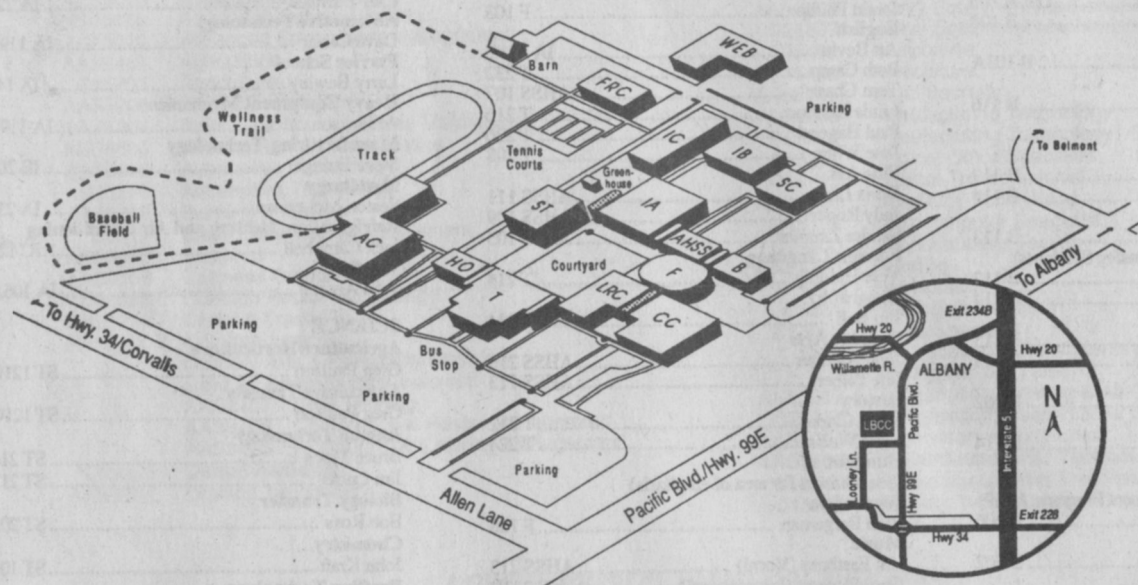 Barn
WEB
FRC
Parking
Wellness
Trail
Track
Tennis
Courts
IC
IB
SC
To Belmont
Green-
house
ST
IA
Baseball
Field
AC
HO
Courtyard
AHSS
B
F
LRC
T
CC
To Albany
To Hwy. 34/Corvalls
Parking
Bus
Stop
Parking
Parking
Allen Lane
Pacific Blvd./Hwy. 99E
Hwy 20
Exit 234B
Hwy 20
Willamette R.
ALBANY
Pacific Blvd.
N
LBCC
Interstate 5.
Looney Ln.
Hwy 99E
Exit 228
Hwy 34